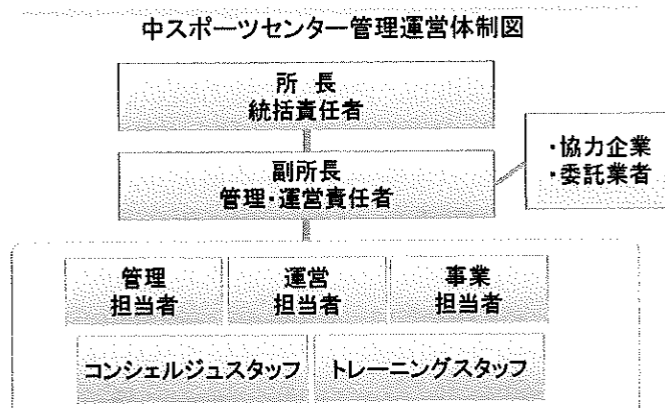 中スポーツセンター管理運営体制図
所 長
統括責任者
副所長
管理・運営責任者
・協力企業
・委託業者
管理
担当者
運営
担当者
事業
担当者
コンシェルジュスタッフ
トレーニングスタッフ